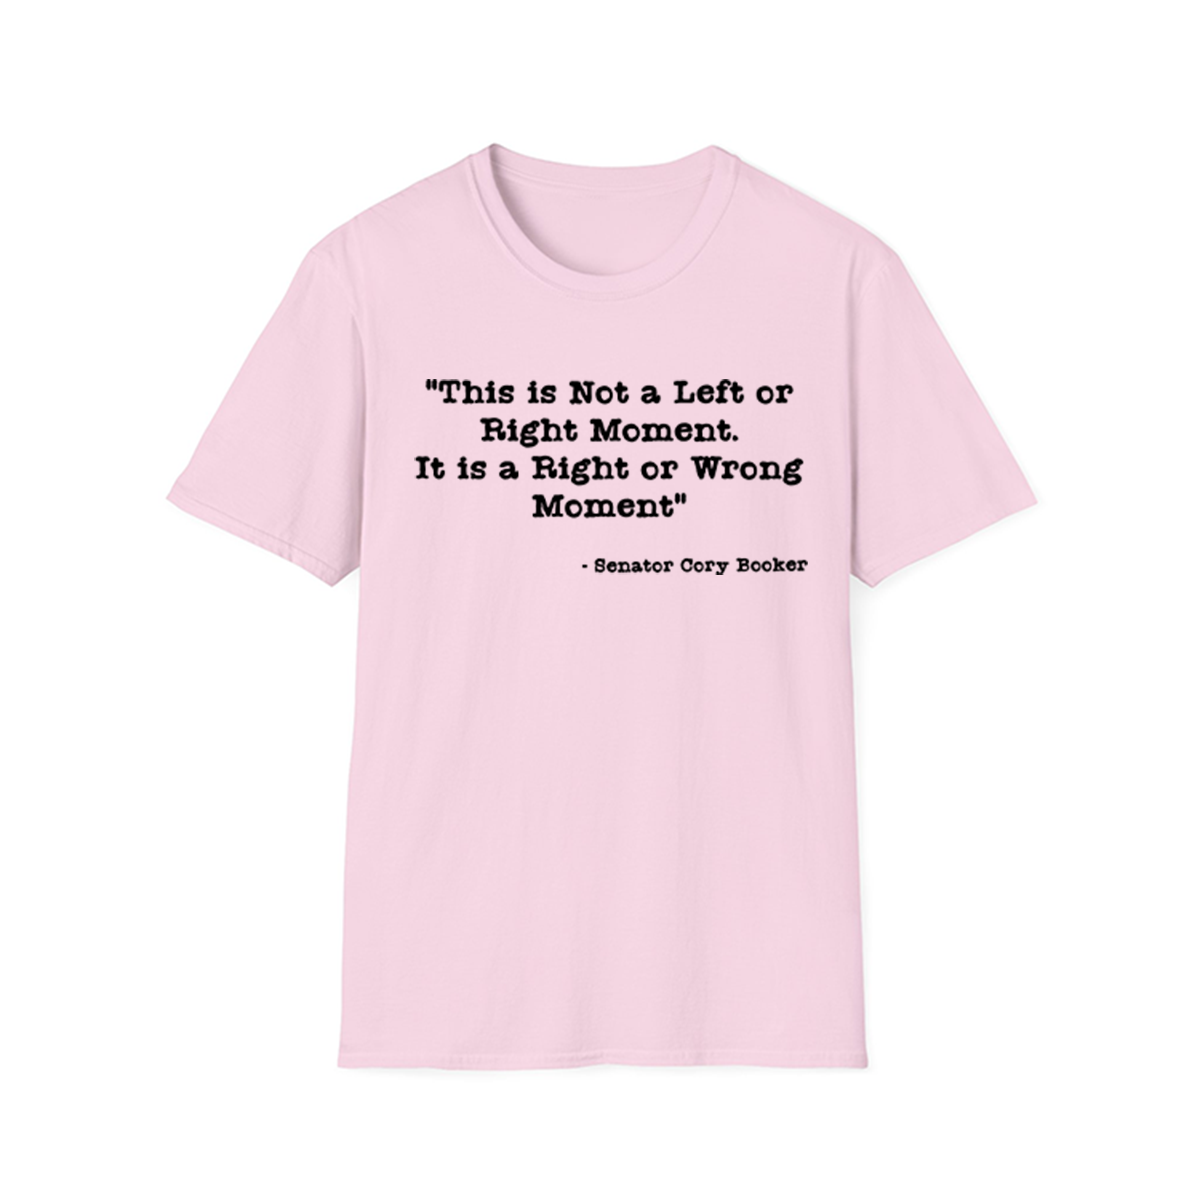 "This is Not a Left or
Right Moment.
It is a Right or Wrong
Moment"
- Senator Cory Booker